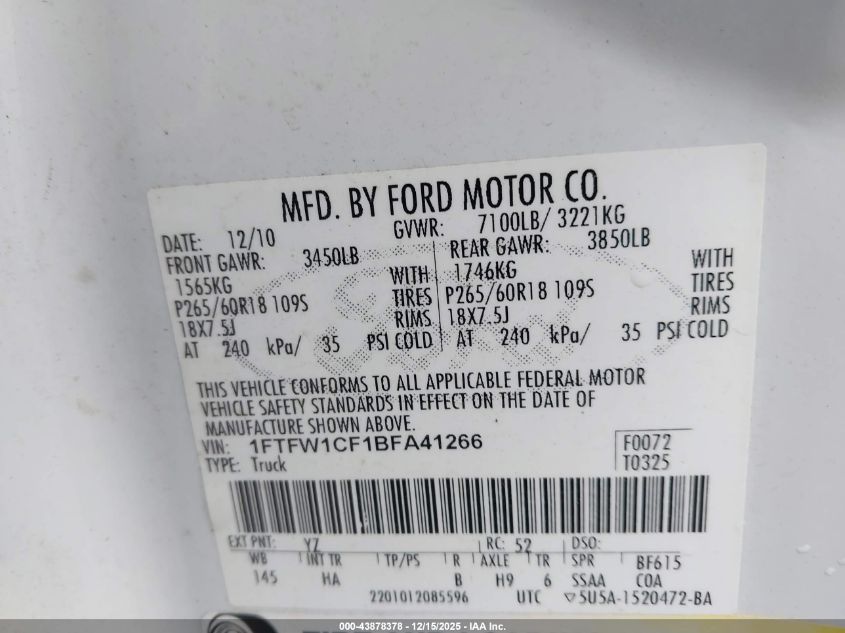 MFD. BY FORD MOTOR CO.
DATE: 12/10 GVWR: 7100LB/ 3221KG
FRONT GAWR: 3450LB REAR GAWR: 3850LB
1565KG WITH 1746KG WITH
P265/60R18 109S TIRES P265/60R18 109S TIRES
18X7.5J RIMS 18X7.5J RIMS
AT 240 kPa/ 35 PSI COLD AT 240 kPa/ 35 PSI COLD
THIS VEHICLE CONFORMS TO ALL APPLICABLE FEDERAL MOTOR
VEHICLE SAFETY STANDARDS IN EFFECT ON THE DATE OF
MANUFACTURE SHOWN ABOVE.
VIN: 1FTFW1CF1BFA41266 F0072
TYPE: Truck T0325
EXT PNT: YZ RC: 52 DSO:
WB INT TR TP/PS R AXLE TR SPR BF615
145 HA B H9 6 SSAA COA
2201012085596 UTC ▽5U5A-1520472-BA
000-43878378 - 12/15/2025 - IAA Inc.